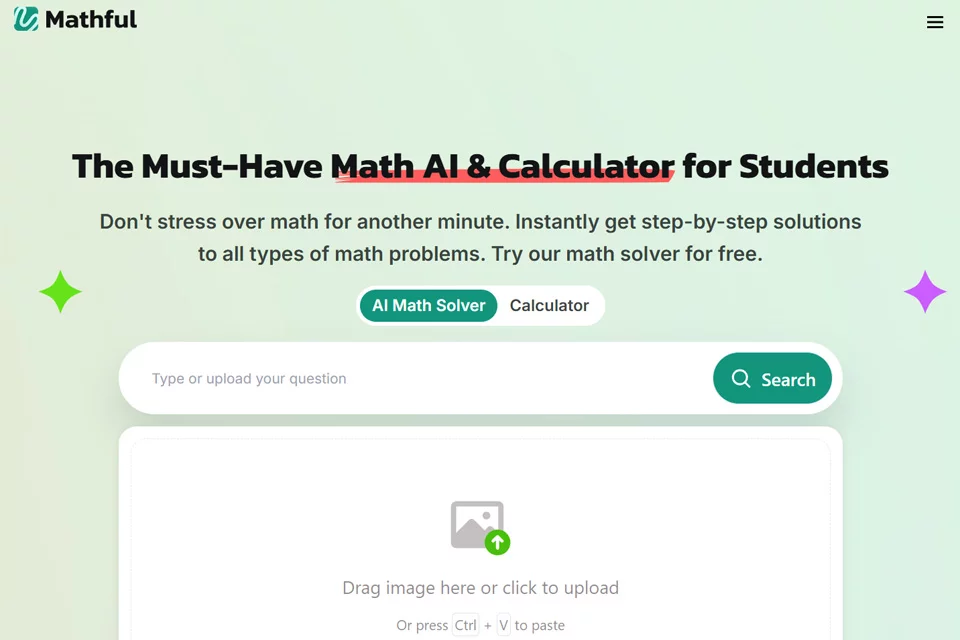 Mathful
The Must-Have Math AI & Calculator for Students
Don't stress over math for another minute. Instantly get step-by-step solutions
to all types of math problems. Try our math solver for free.
AI Math Solver Calculator
Type or upload your question
Search
Drag image here or click to upload
Or press Ctrl + V to paste